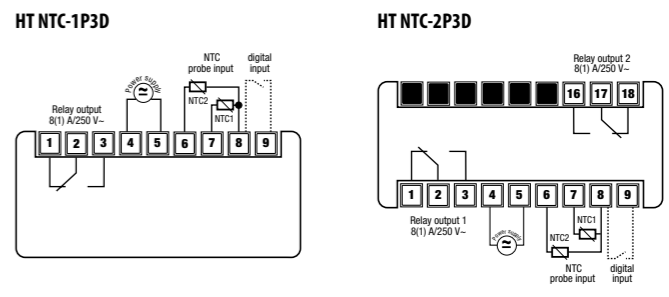 HT NTC-1P3D
Relay output
8(1) A/250 V~
Power supply
NTC
probe input
digital
input
NTC2
NTC1
1 2 3 4 5 6 7 8 9
HT NTC-2P3D
Relay output 2
8(1) A/250 V~
16 17 18
1 2 3 4 5 6 7 8 9
Relay output 1
8(1) A/250 V~
Power supply
NTC1
NTC2
NTC
probe input
digital
input